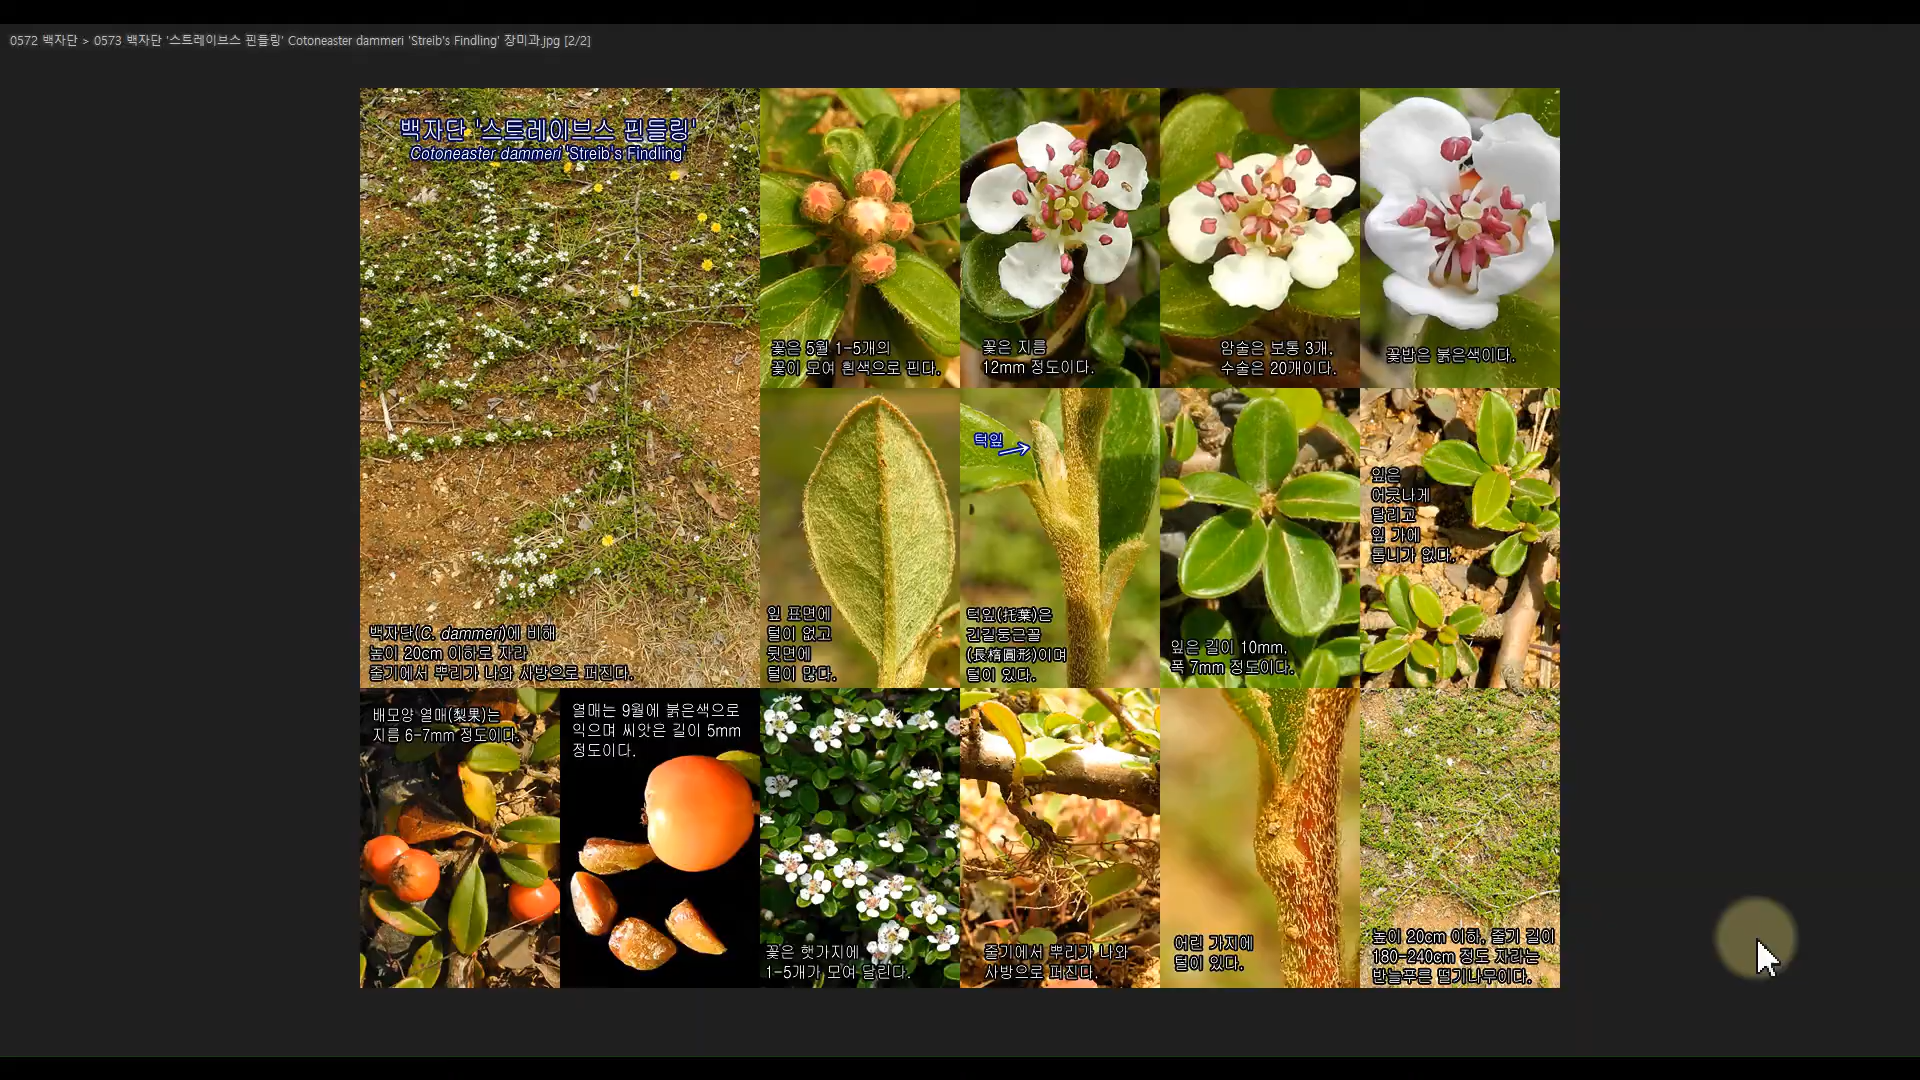 0572 백자단 > 0573 백자단 '스트레이브스 핀들링' Cotoneaster dammeri 'Streib's Findling' 장미과.jpg [2/2]
백자단 '스트레이브스 핀들링'
Cotoneaster dammeri 'Streib's Findling'
백자단(C. dammeri)에 비해
높이 20cm 이하로 자라
줄기에서 뿌리가 나와 사방으로 퍼진다.
꽃은 5월 1-5개의
꽃이 모여 흰색으로 핀다.
꽃은 지름
12mm 정도이다.
암술은 보통 3개,
수술은 20개이다.
꽃밥은 붉은색이다.
잎 표면에
털이 없고
뒷면에
털이 많다.
턱잎
턱잎(托葉)은
긴길둥근꼴
(長楕圓形)이며
털이 있다.
잎은 길이 10mm,
폭 7mm 정도이다.
잎은
어긋나게
달리고
잎 가에
톱니가 없다.
배모양 열매(梨果)는
지름 6-7mm 정도이다.
열매는 9월에 붉은색으로
익으며 씨앗은 길이 5mm
정도이다.
꽃은 햇가지에
1-5개가 모여 달린다.
줄기에서 뿌리가 나와
사방으로 퍼진다.
어린 가지에
털이 있다.
높이 20cm 이하, 줄기 길이
180-240cm 정도 자라는
반늘푸른 떨기나무이다.